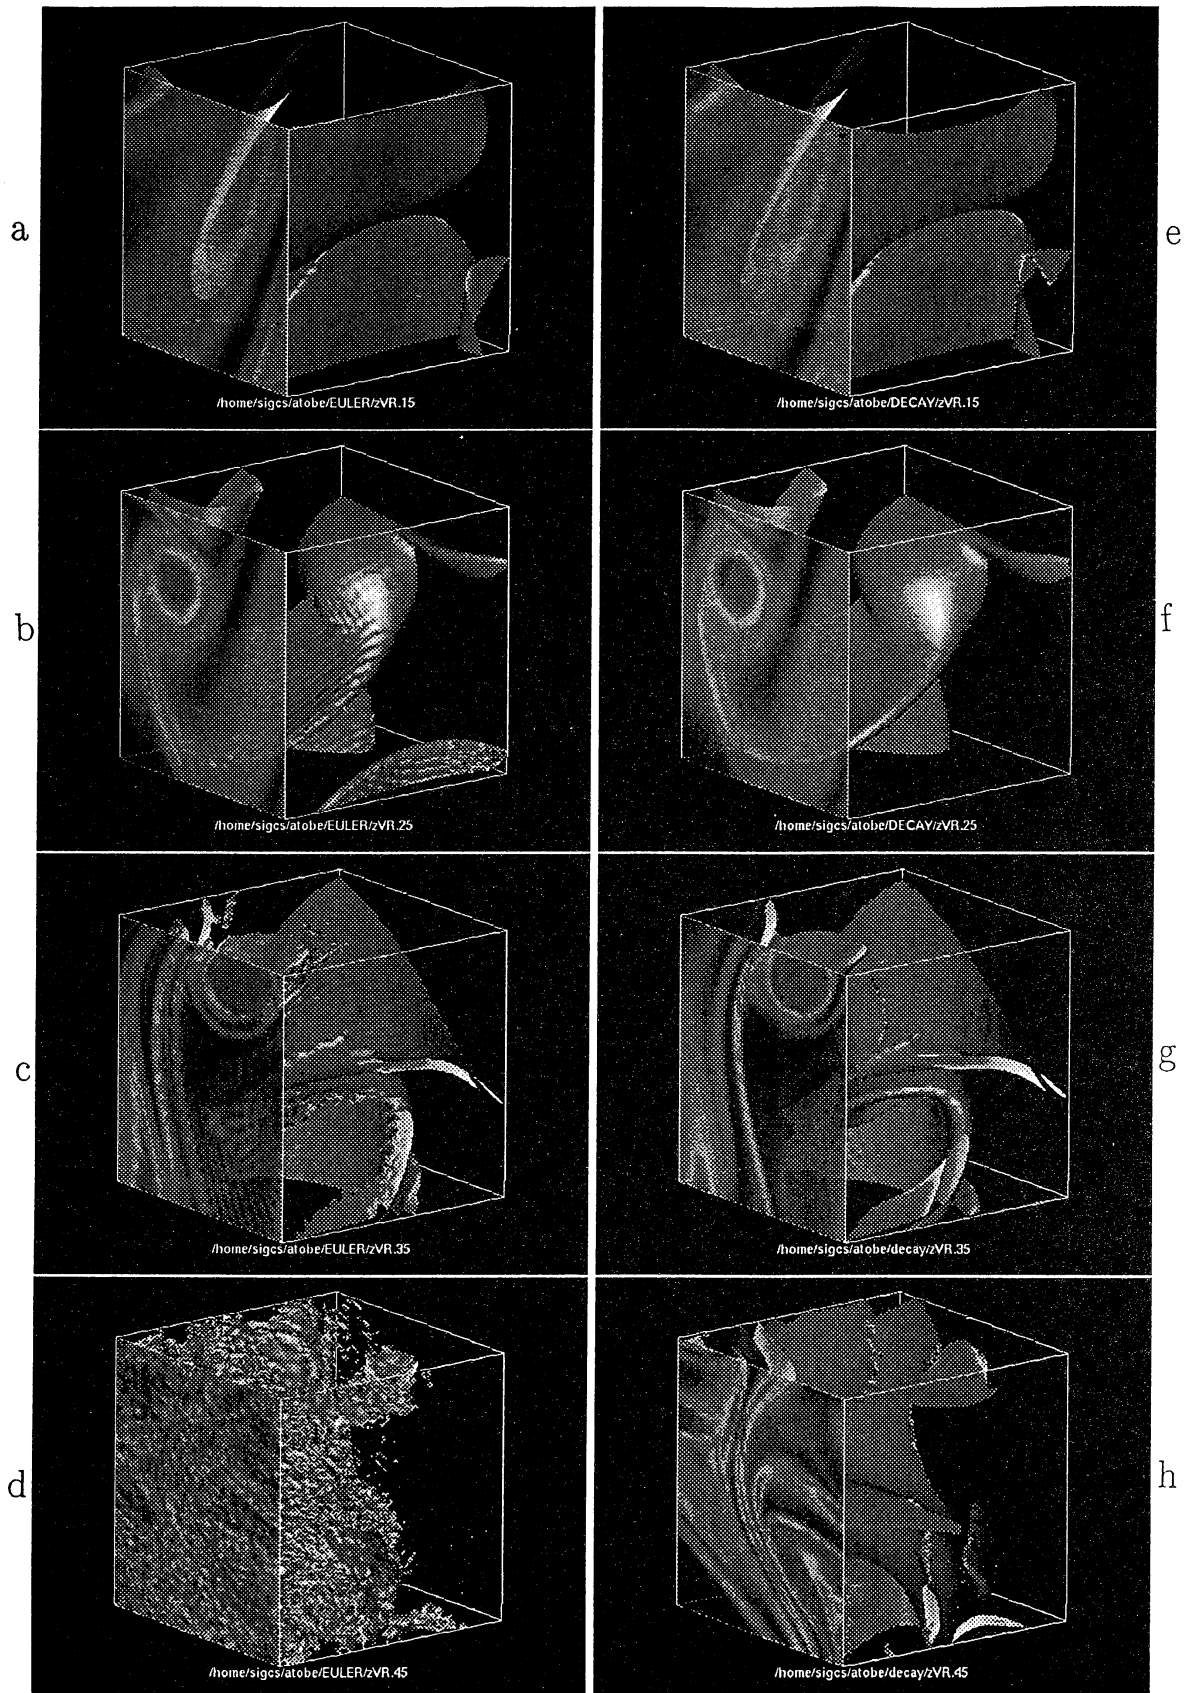 a
/home/sigcs/atobe/EULER/zVR.15
e
/home/sigcs/atobe/DECAY/zVR.15
b
/home/sigcs/atobe/EULER/zVR.25
f
/home/sigcs/atobe/DECAY/zVR.25
c
/home/sigcs/atobe/EULER/zVR.35
g
/home/sigcs/atobe/decay/zVR.35
d
/home/sigcs/atobe/EULER/zVR.45
h
/home/sigcs/atobe/decay/zVR.45